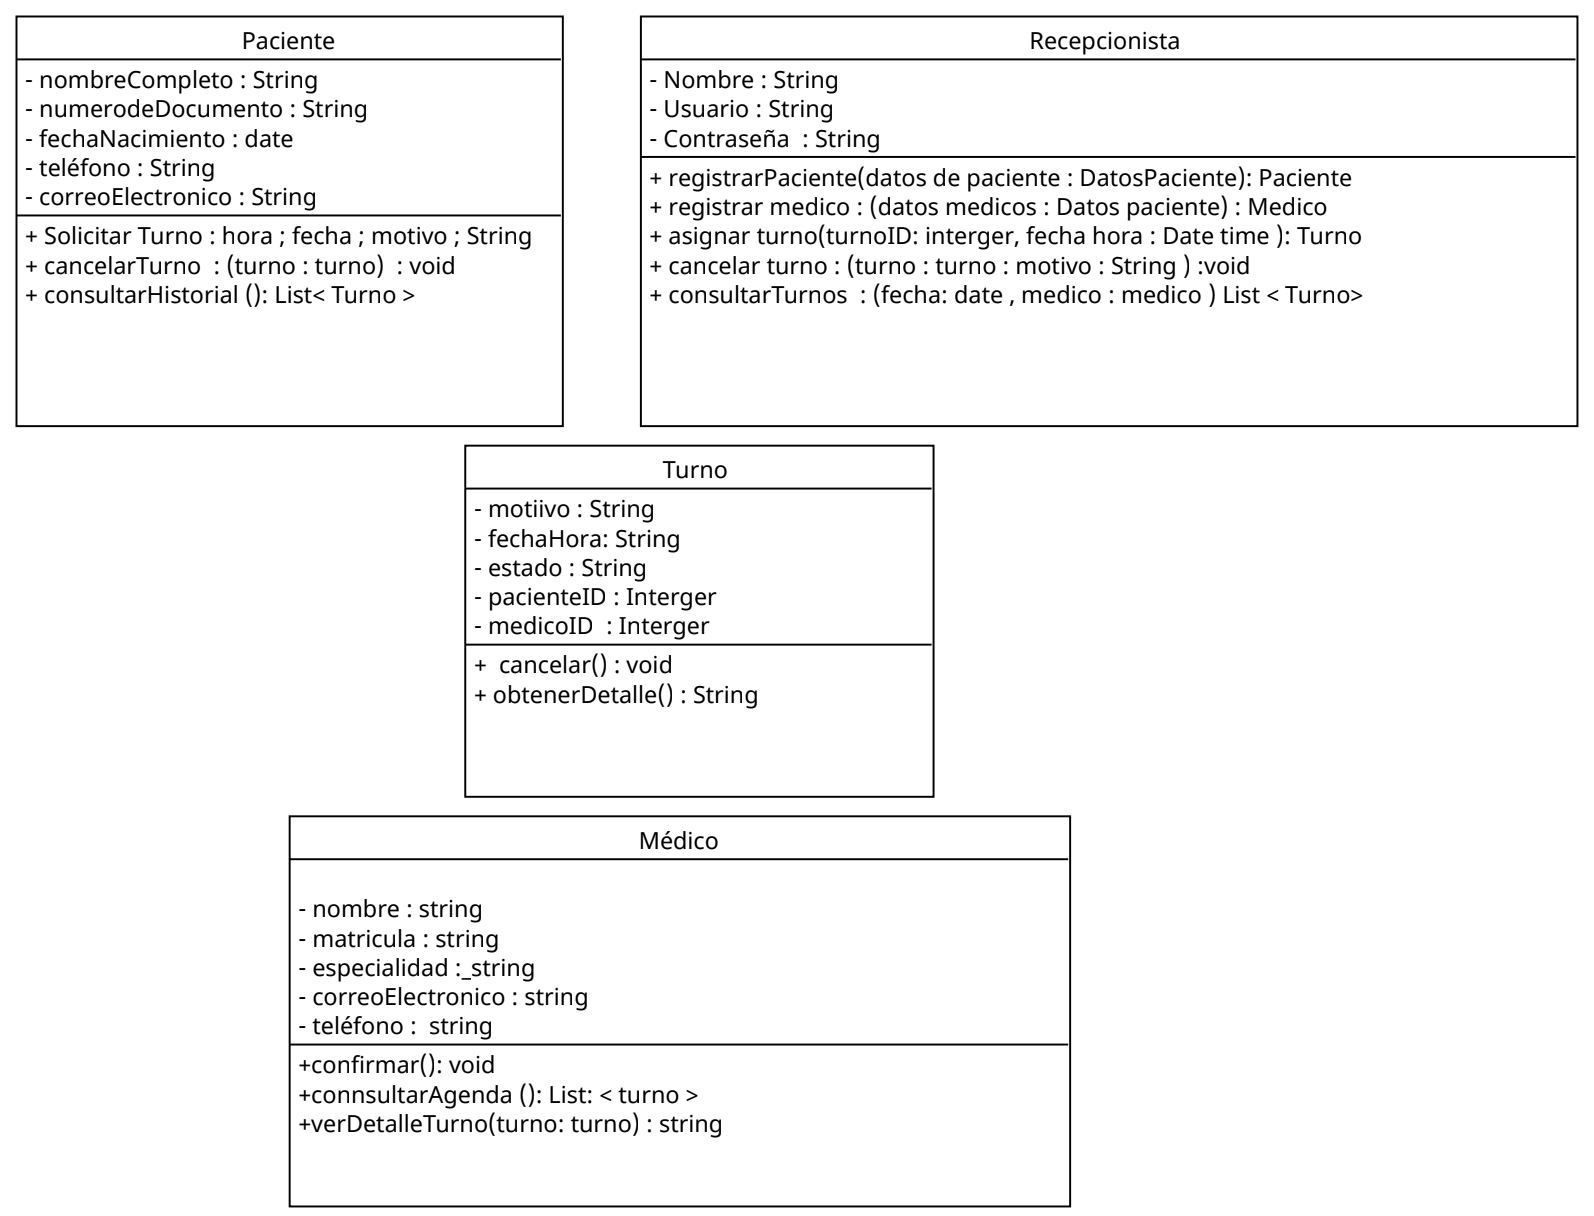 Paciente
- nombreCompleto : String
- numerodeDocumento : String
- fechaNacimiento : date
- teléfono : String
- correoElectronico : String
+ Solicitar Turno : hora ; fecha ; motivo ; String
+ cancelarTurno  : (turno : turno)  : void
+ consultarHistorial (): List< Turno >
Recepcionista
- Nombre : String
- Usuario : String
- Contraseña  : String
+ registrarPaciente(datos de paciente : DatosPaciente): Paciente
+ registrar medico : (datos medicos : Datos paciente) : Medico
+ asignar turno(turnoID: interger, fecha hora : Date time ): Turno
+ cancelar turno : (turno : turno : motivo : String ) :void
+ consultarTurnos  : (fecha: date , medico : medico ) List < Turno>
Turno
- motiivo : String
- fechaHora: String
- estado : String
- pacienteID : Interger
- medicoID  : Interger
+  cancelar() : void
+ obtenerDetalle() : String
Médico
- nombre : string
- matricula : string
- especialidad :_string
- correoElectronico : string
- teléfono :  string
+confirmar(): void
+connsultarAgenda (): List: < turno >
+verDetalleTurno(turno: turno) : string